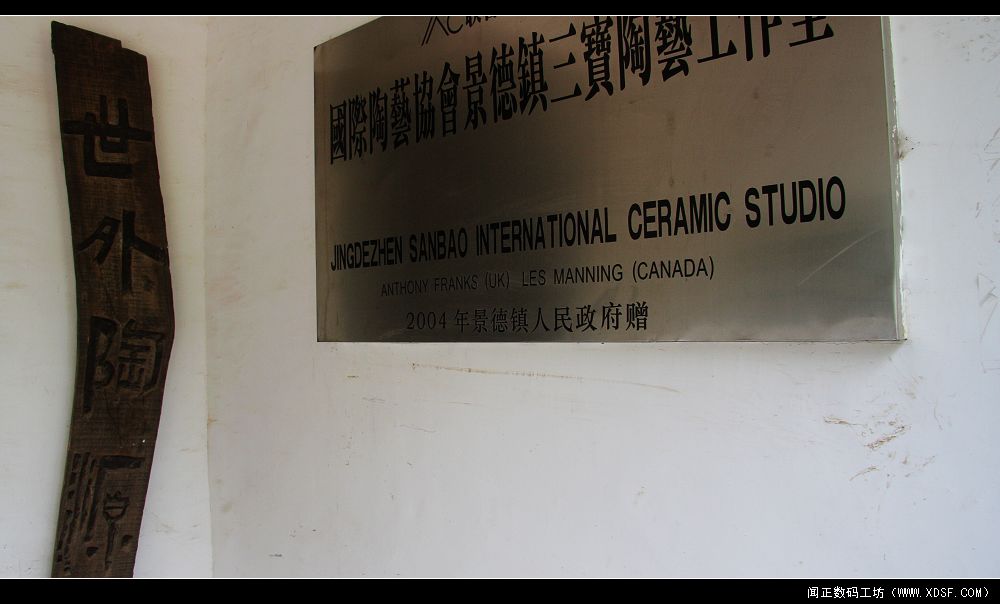 世外陶源
國際陶藝協會景德鎮三寶陶藝工作室
JINGDEZHEN SANBAO INTERNATIONAL CERAMIC STUDIO
ANTHONY FRANKS (UK) LES MANNING (CANADA)
2004年景德镇人民政府赠
闻正数码工坊（WWW.XDSF.COM）